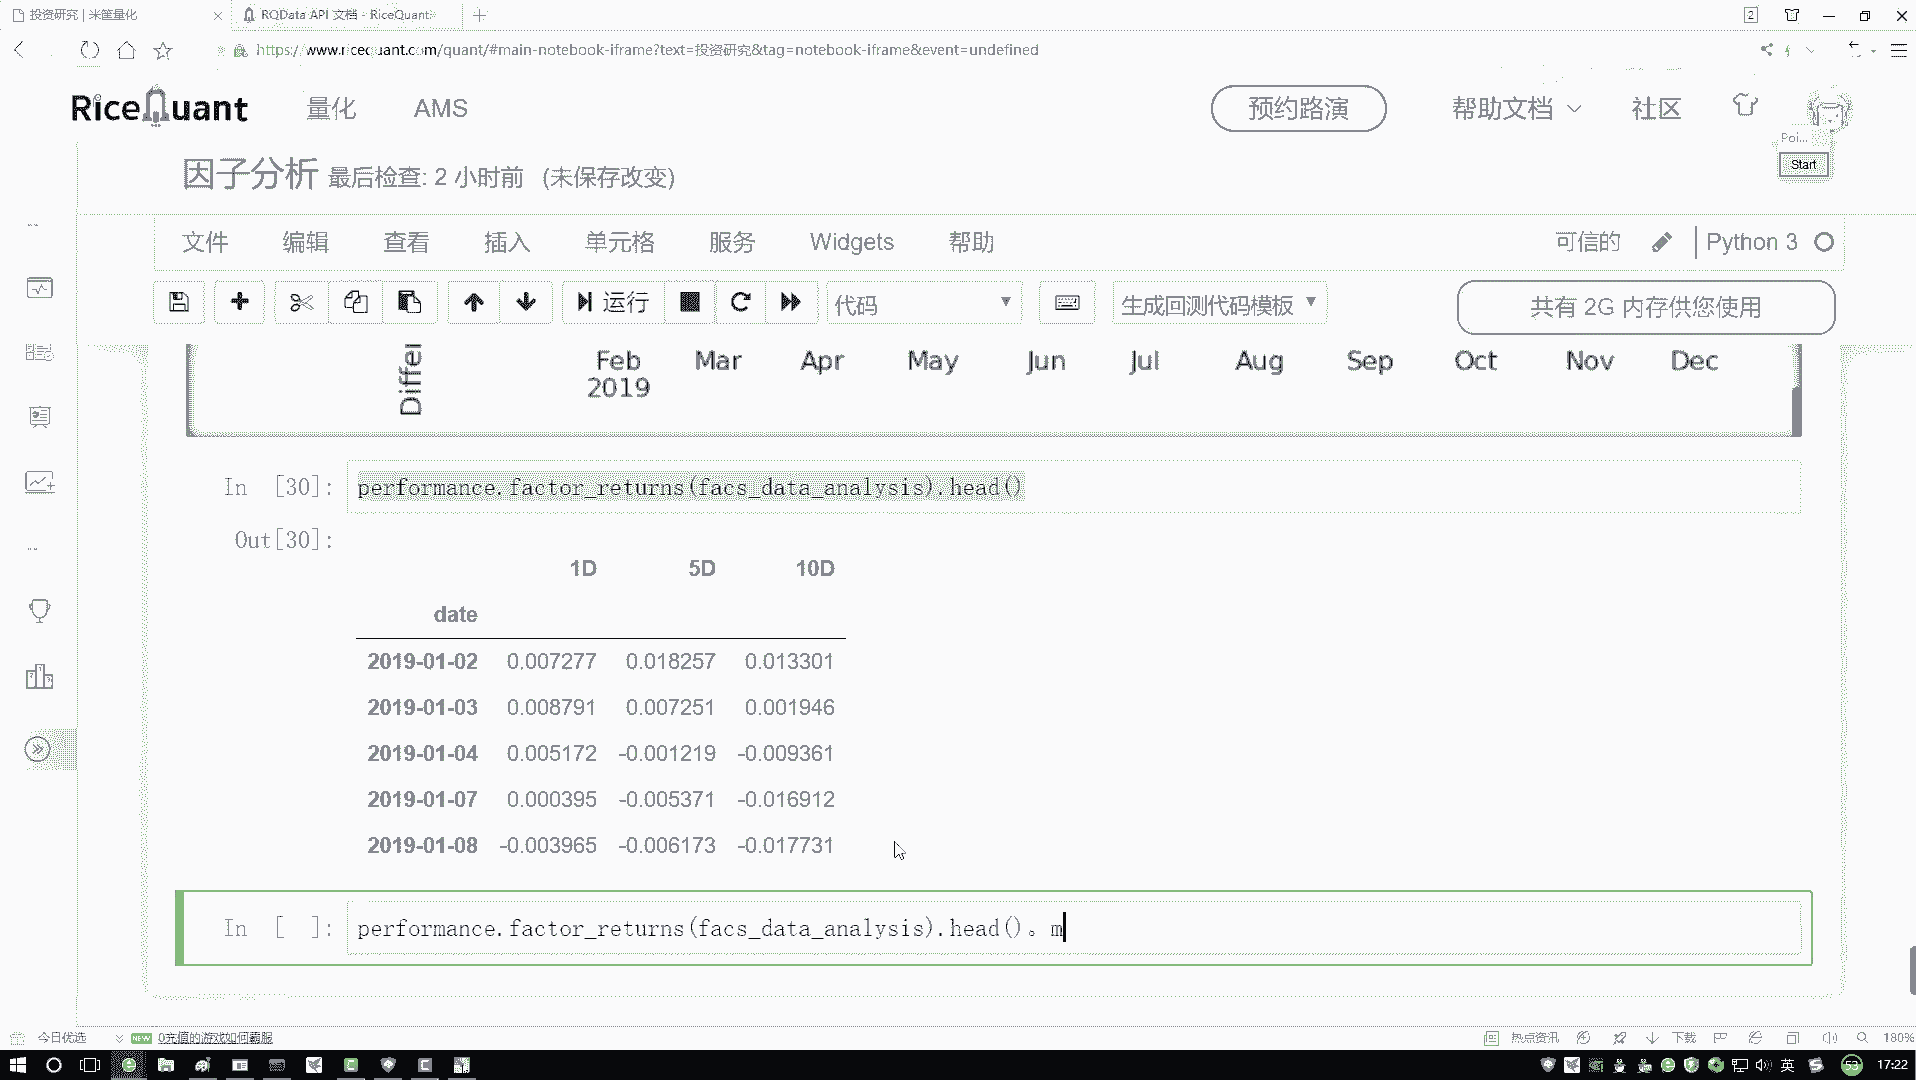 投资研究 | 米筐量化
RQData API 文档 - RiceQuant
2
https://www.ricequant.com/quant/#main-notebook-iframe?text=投资研究&tag=notebook-iframe&event=undefined
RiceQuant 量化 AMS 预约路演 帮助文档 社区
Poi...
Start
因子分析 最后检查: 2 小时前 (未保存改变)
文件 编辑 查看 插入 单元格 服务 Widgets 帮助 可信的 Python 3
运行 代码 生成回测代码模板 共有 2G 内存供您使用
Differ
Feb Mar Apr May Jun Jul Aug Sep Oct Nov Dec
2019
In [30]: performance.factor_returns(facs_data_analysis).head()
Out[30]:
1D 5D 10D
date
2019-01-02 0.007277 0.018257 0.013301
2019-01-03 0.008791 0.007251 0.001946
2019-01-04 0.005172 -0.001219 -0.009361
2019-01-07 0.000395 -0.005371 -0.016912
2019-01-08 -0.003965 -0.006173 -0.017731
In [ ]: performance.factor_returns(facs_data_analysis).head()。m
今日优选 NEW 0充值的游戏如何霸服 热点资讯 下载 180%
英 53 17:22